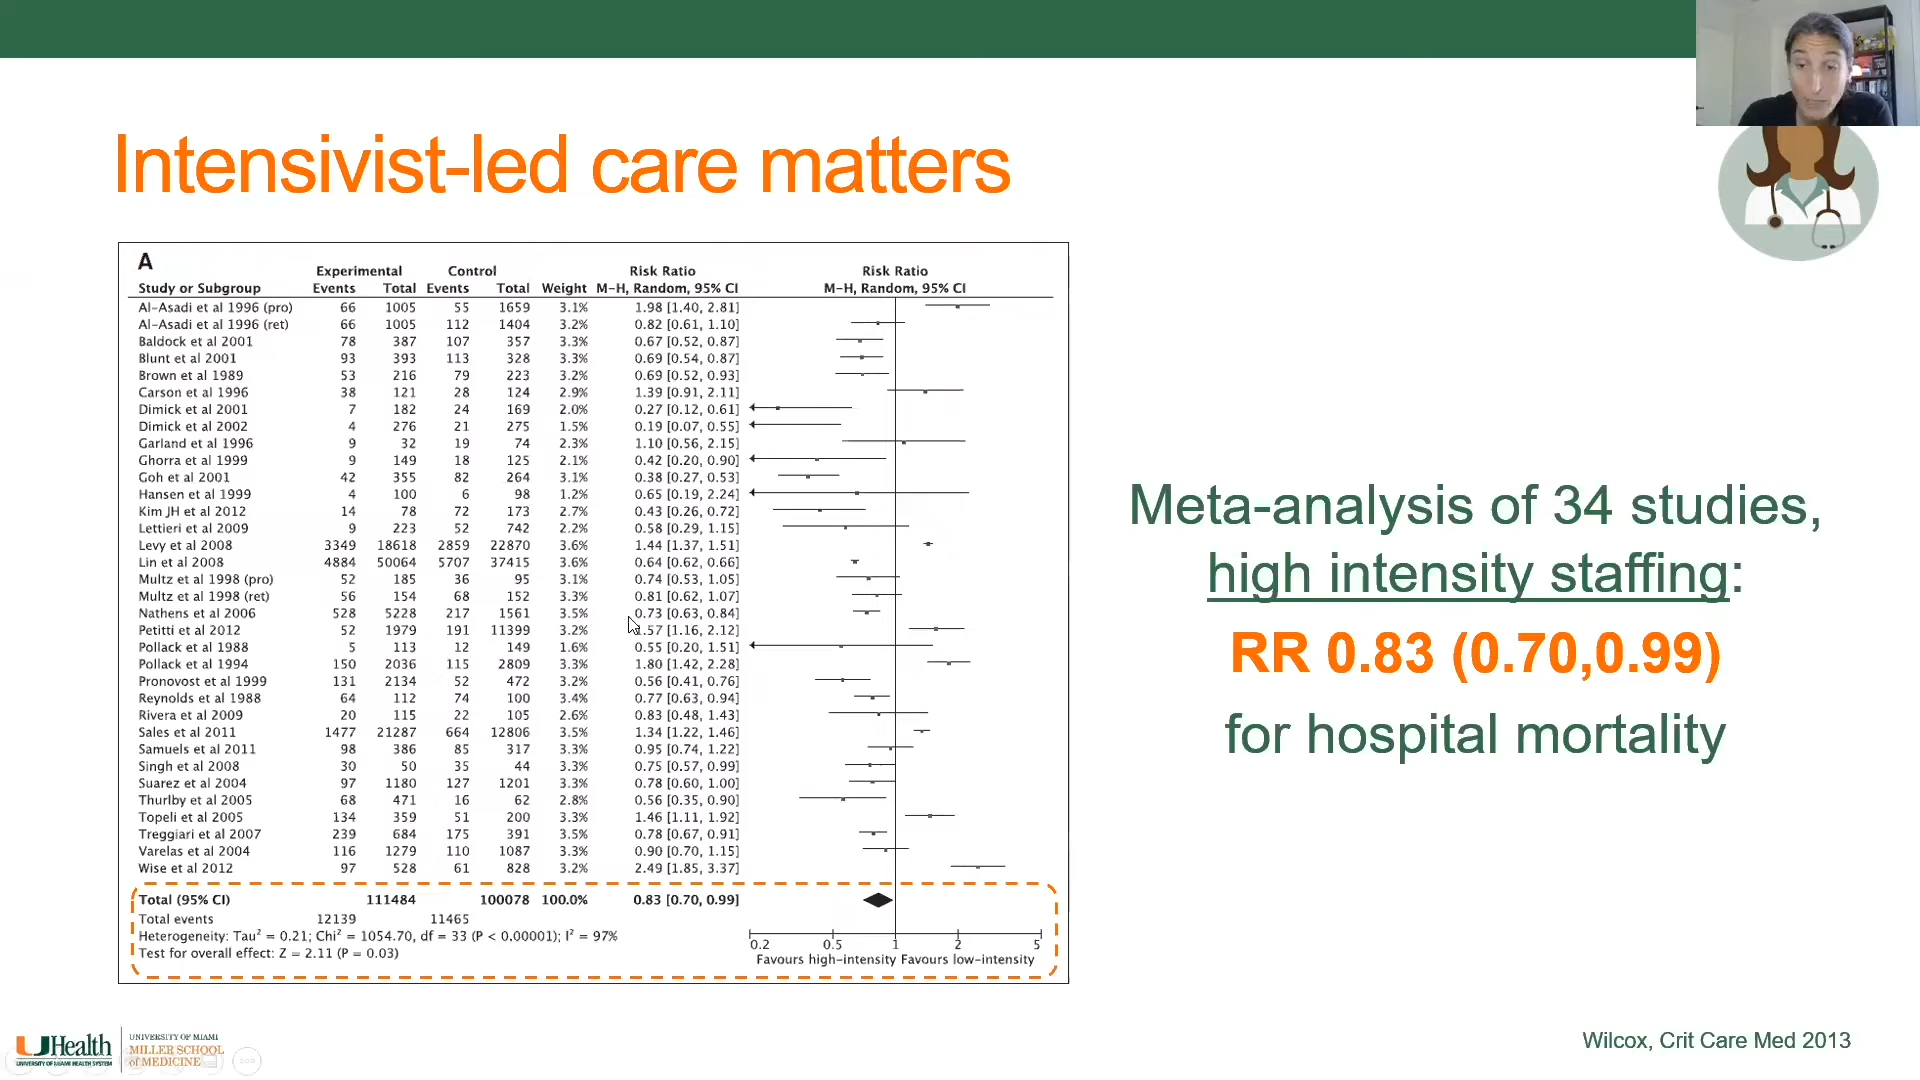 Intensivist-led care matters
A
Experimental Control Risk Ratio Risk Ratio
Study or Subgroup Events Total Events Total Weight M-H, Random, 95% CI M-H, Random, 95% CI
Al-Asadi et al 1996 (pro) 66 1005 55 1659 3.1% 1.98 [1.40, 2.81]
Al-Asadi et al 1996 (ret) 66 1005 112 1404 3.2% 0.82 [0.61, 1.10]
Baldock et al 2001 78 387 107 357 3.3% 0.67 [0.52, 0.87]
Blunt et al 2001 93 393 113 328 3.3% 0.69 [0.54, 0.87]
Brown et al 1989 53 216 79 223 3.2% 0.69 [0.52, 0.93]
Carson et al 1996 38 121 28 124 2.9% 1.39 [0.91, 2.11]
Dimick et al 2001 7 182 24 169 2.0% 0.27 [0.12, 0.61]
Dimick et al 2002 4 276 21 275 1.5% 0.19 [0.07, 0.55]
Garland et al 1996 9 32 19 74 2.3% 1.10 [0.56, 2.15]
Ghorra et al 1999 9 149 18 125 2.1% 0.42 [0.20, 0.90]
Goh et al 2001 42 355 82 264 3.1% 0.38 [0.27, 0.53]
Hansen et al 1999 4 100 6 98 1.2% 0.65 [0.19, 2.24]
Kim JH et al 2012 14 78 72 173 2.7% 0.43 [0.26, 0.72]
Lettieri et al 2009 9 223 52 742 2.2% 0.58 [0.29, 1.15]
Levy et al 2008 3349 18618 2859 22870 3.6% 1.44 [1.37, 1.51]
Lin et al 2008 4884 50064 5707 37415 3.6% 0.64 [0.62, 0.66]
Multz et al 1998 (pro) 52 185 36 95 3.1% 0.74 [0.53, 1.05]
Multz et al 1998 (ret) 56 154 68 152 3.2% 0.81 [0.62, 1.07]
Nathens et al 2006 528 5228 217 1561 3.5% 0.73 [0.63, 0.84]
Petitti et al 2012 52 1979 191 11399 3.2% 1.57 [1.16, 2.12]
Pollack et al 1988 5 113 12 149 1.6% 0.55 [0.20, 1.51]
Pollack et al 1994 150 2036 115 2809 3.3% 1.80 [1.42, 2.28]
Pronovost et al 1999 131 2134 52 472 3.2% 0.56 [0.41, 0.76]
Reynolds et al 1988 64 112 74 100 3.4% 0.77 [0.63, 0.94]
Rivera et al 2009 20 115 22 105 2.6% 0.83 [0.48, 1.43]
Sales et al 2011 1477 21287 664 12806 3.6% 1.34 [1.22, 1.46]
Samuels et al 2011 98 386 85 317 3.3% 0.95 [0.74, 1.22]
Singh et al 2008 30 50 35 44 3.3% 0.75 [0.57, 0.99]
Suarez et al 2004 97 1180 127 1201 3.3% 0.78 [0.60, 1.00]
Thurlby et al 2005 68 471 16 62 2.8% 0.56 [0.35, 0.90]
Topeli et al 2005 134 359 51 200 3.3% 1.46 [1.11, 1.92]
Treggiari et al 2007 239 684 175 391 3.5% 0.78 [0.67, 0.91]
Varelas et al 2004 116 1279 110 1087 3.3% 0.90 [0.70, 1.15]
Wise et al 2012 97 528 61 828 3.2% 2.49 [1.85, 3.37]
Total (95% CI) 111484 100078 100.0% 0.83 [0.70, 0.99]
Total events 12139 11465
Heterogeneity: Tau² = 0.21; Chi² = 1054.70, df = 33 (P < 0.00001); I² = 97%
Test for overall effect: Z = 2.11 (P = 0.03)
0.2 0.5 1 2 5
Favours high-intensity Favours low-intensity
Meta-analysis of 34 studies,
high intensity staffing:
RR 0.83 (0.70,0.99)
for hospital mortality
UHealth
UNIVERSITY OF MIAMI HEALTH SYSTEM
UNIVERSITY OF MIAMI
MILLER SCHOOL
of MEDICINE
Wilcox, Crit Care Med 2013